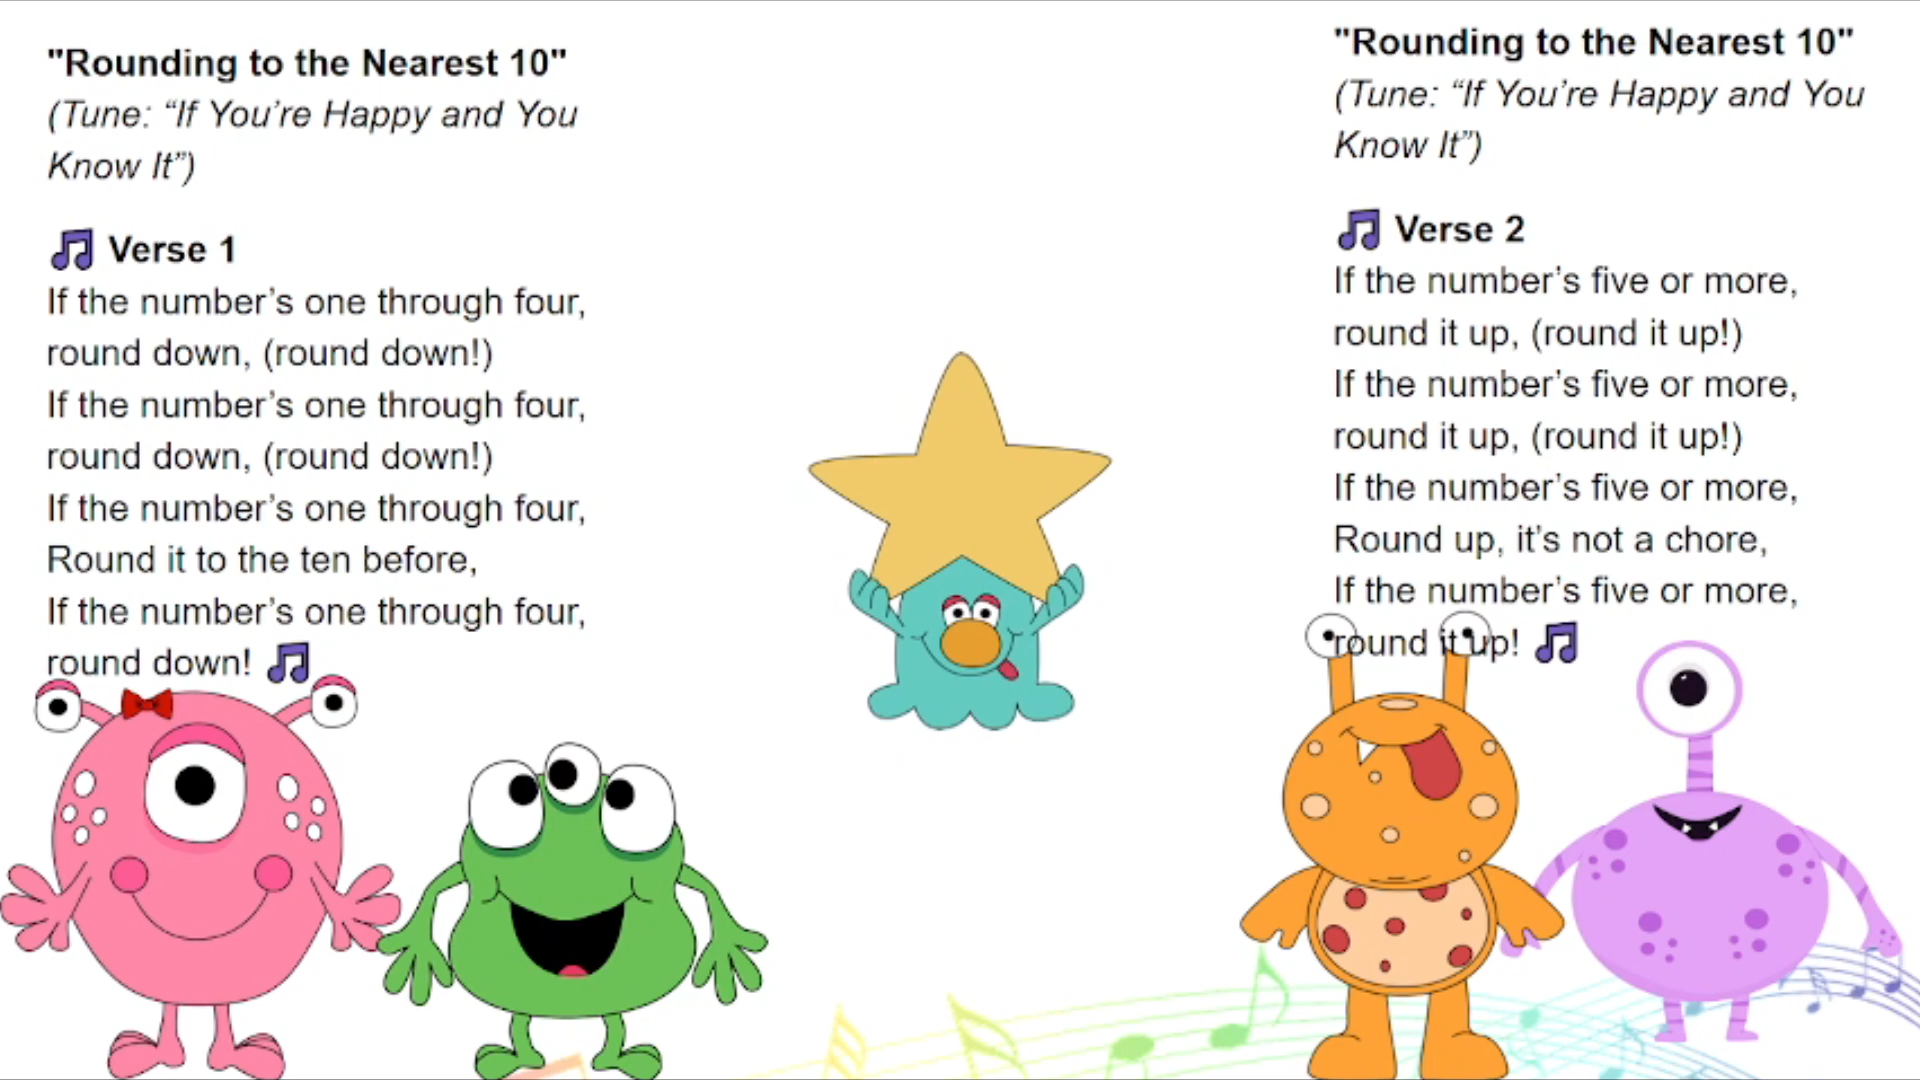 "Rounding to the Nearest 10"
(Tune: “If You’re Happy and You
Know It”)
Verse 1
If the number’s one through four,
round down, (round down!)
If the number’s one through four,
round down, (round down!)
If the number’s one through four,
Round it to the ten before,
If the number’s one through four,
round down!
"Rounding to the Nearest 10"
(Tune: “If You’re Happy and You
Know It”)
Verse 2
If the number’s five or more,
round it up, (round it up!)
If the number’s five or more,
round it up, (round it up!)
If the number’s five or more,
Round up, it’s not a chore,
If the number’s five or more,
round it up!